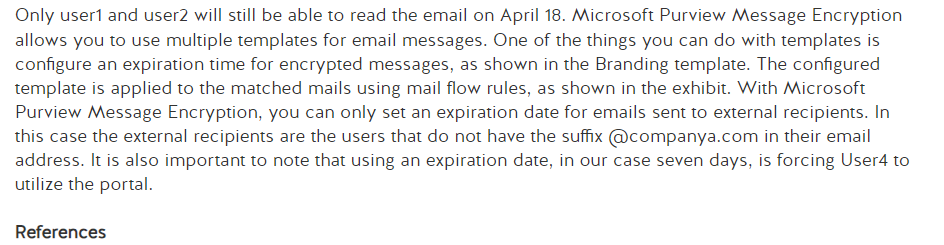 Only user1 and user2 will still be able to read the email on April 18. Microsoft Purview Message Encryption
allows you to use multiple templates for email messages. One of the things you can do with templates is
configure an expiration time for encrypted messages, as shown in the Branding template. The configured
template is applied to the matched mails using mail flow rules, as shown in the exhibit. With Microsoft
Purview Message Encryption, you can only set an expiration date for emails sent to external recipients. In
this case the external recipients are the users that do not have the suffix @companya.com in their email
address. It is also important to note that using an expiration date, in our case seven days, is forcing User4 to
utilize the portal.
References